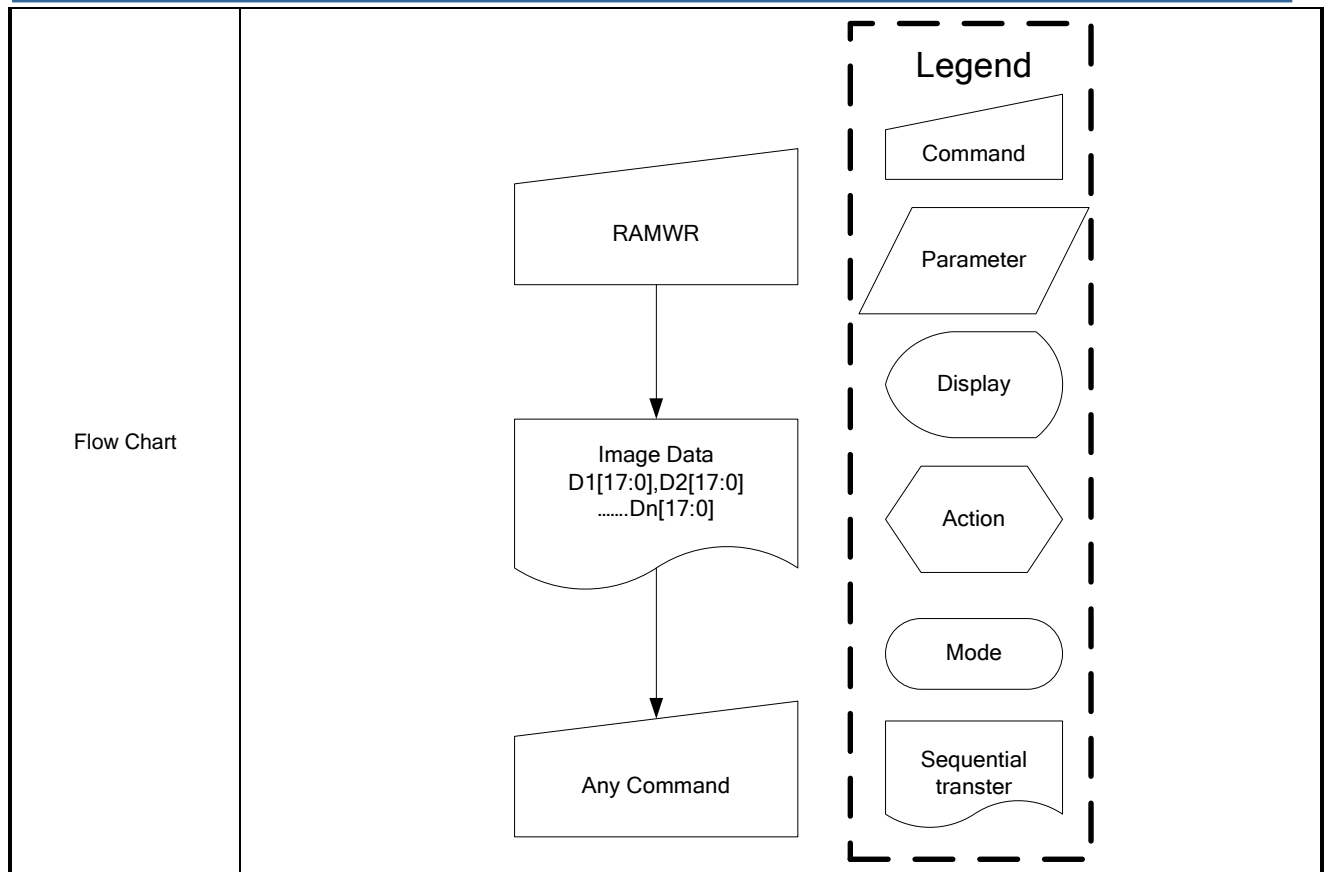 Flow Chart
RAMWR
Image Data
D1[17:0],D2[17:0]
.......Dn[17:0]
Any Command
Legend
Command
Parameter
Display
Action
Mode
Sequential
transter